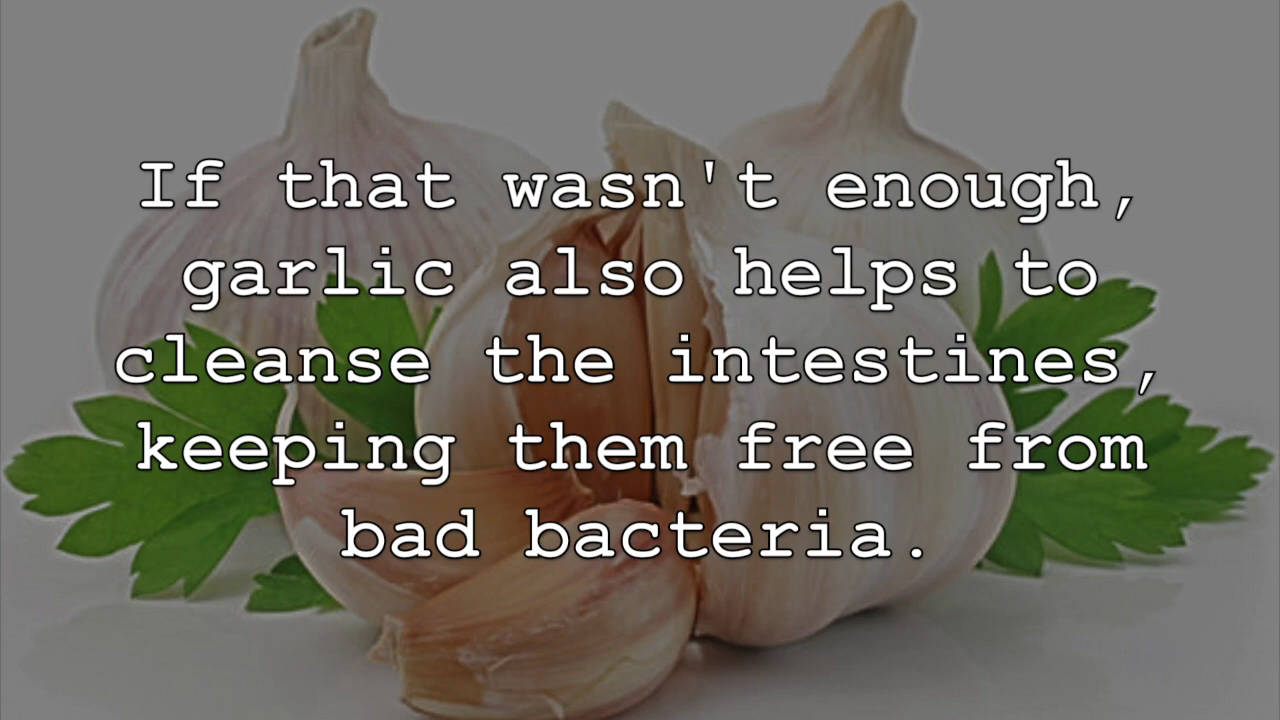 If that wasn't enough,
garlic also helps to
cleanse the intestines,
keeping them free from
bad bacteria.